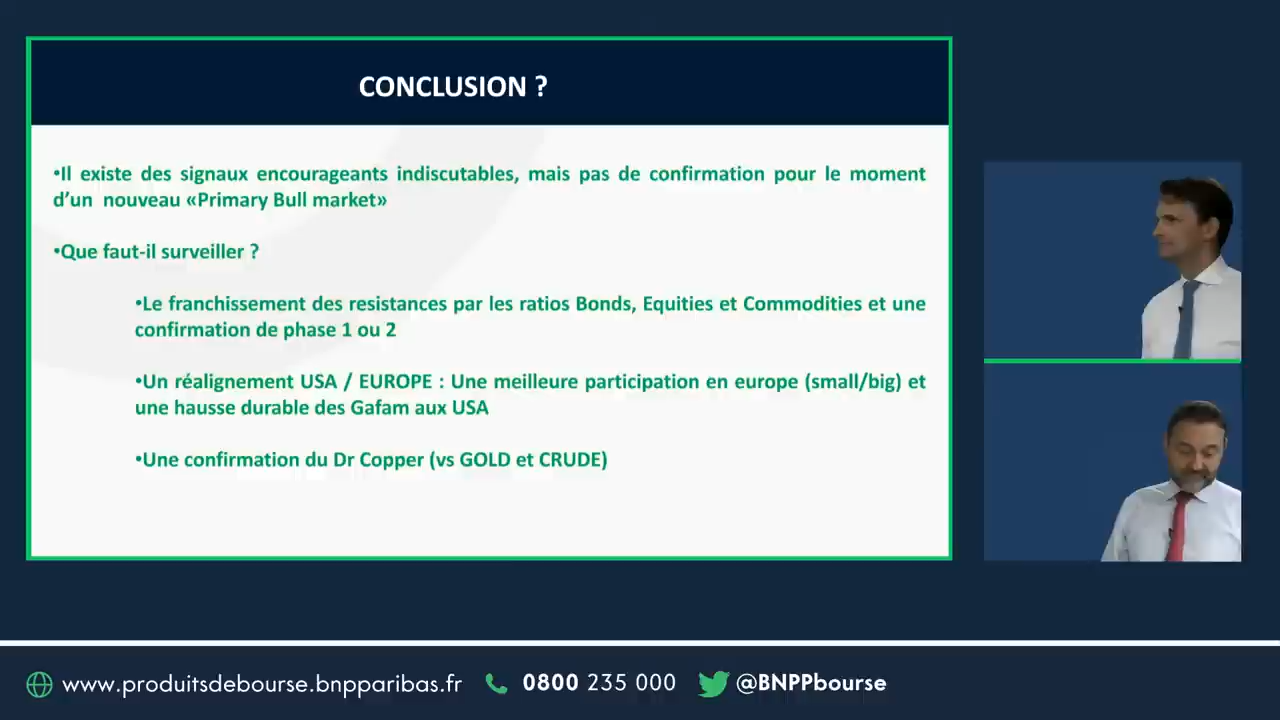 CONCLUSION ?
•Il existe des signaux encourageants indiscutables, mais pas de confirmation pour le moment
d’un nouveau «Primary Bull market»
•Que faut-il surveiller ?
•Le franchissement des resistances par les ratios Bonds, Equities et Commodities et une
confirmation de phase 1 ou 2
•Un réalignement USA / EUROPE : Une meilleure participation en europe (small/big) et
une hausse durable des Gafam aux USA
•Une confirmation du Dr Copper (vs GOLD et CRUDE)
www.produitsdebourse.bnpparibas.fr 0800 235 000 @BNPPbourse